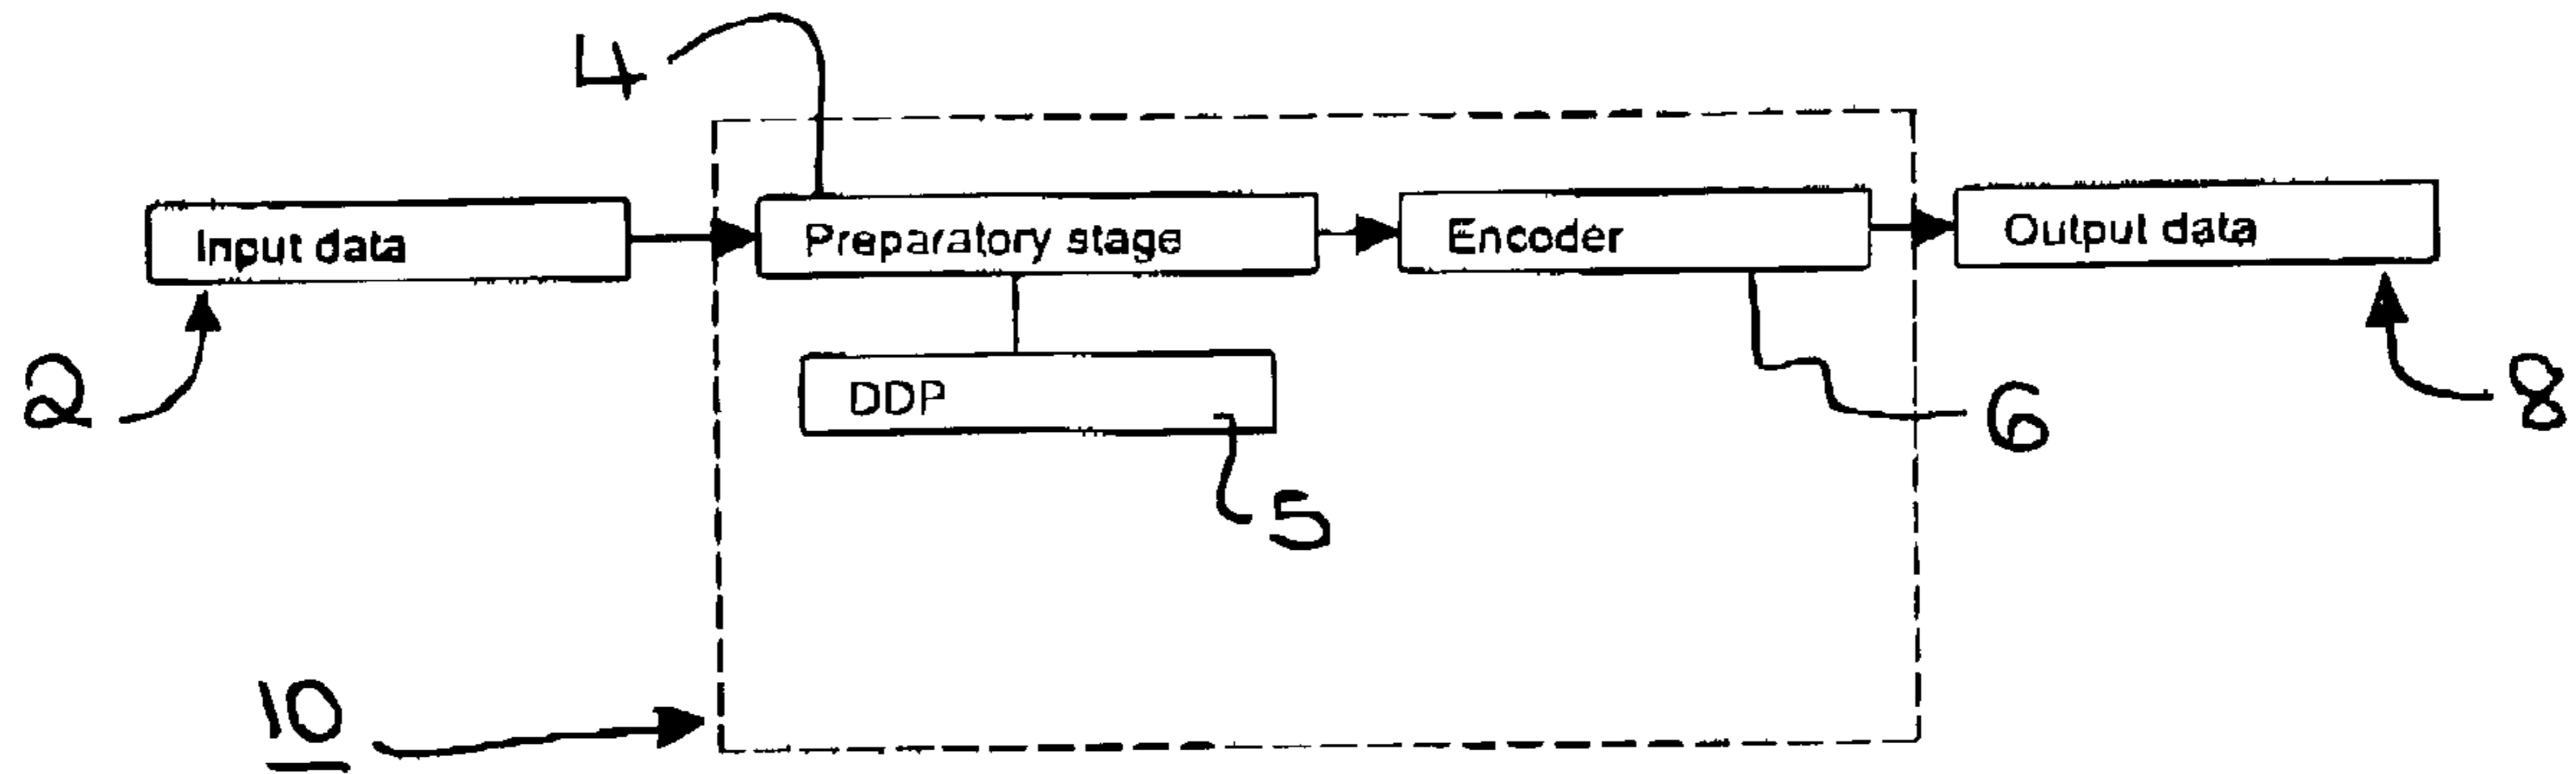 4
Input data
Preparatory stage
Encoder
Output data
2
DDP
6
8
5
10